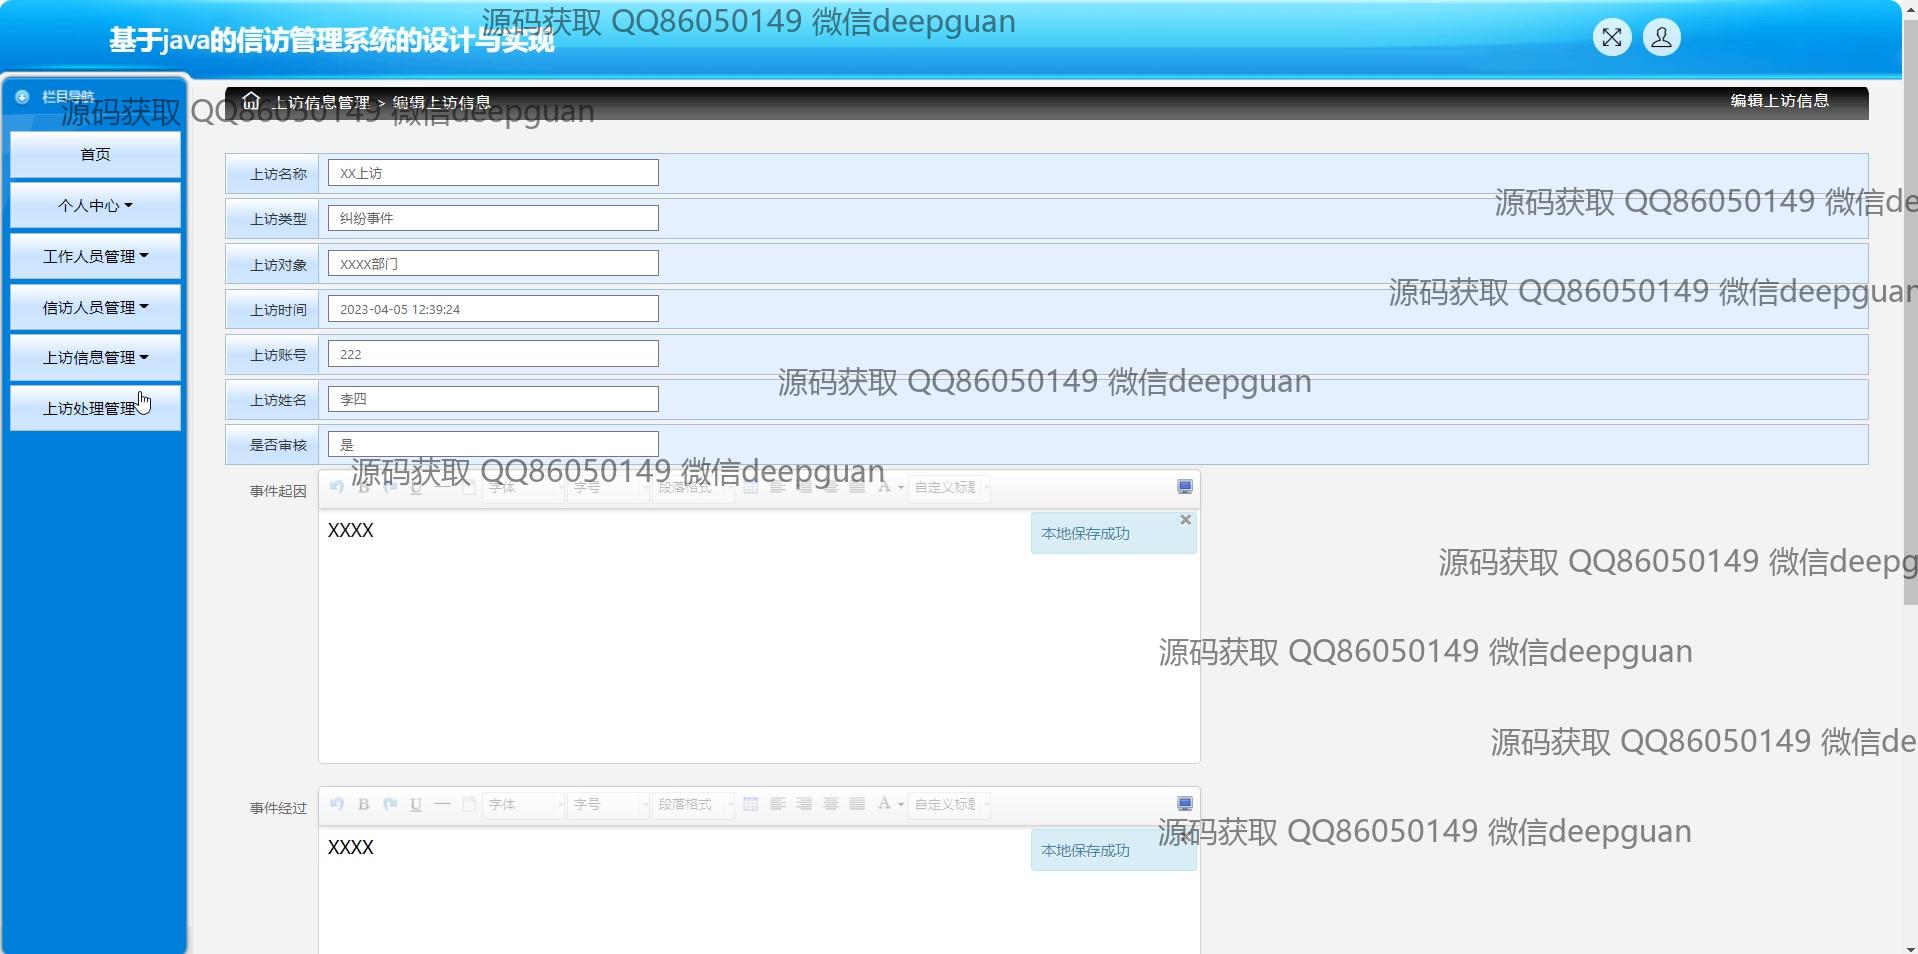 源码获取 QQ86050149 微信deepguan
基于java的信访管理系统的设计与实现
栏目导航
源码获取 QQ86050149 微信deepguan
上访信息管理 > 编辑上访信息
编辑上访信息
首页
个人中心
工作人员管理
信访人员管理
上访信息管理
上访处理管理
上访名称
XX上访
源码获取 QQ86050149 微信de
上访类型
纠纷事件
上访对象
XXXX部门
源码获取 QQ86050149 微信deepguan
上访时间
2023-04-05 12:39:24
上访账号
222
源码获取 QQ86050149 微信deepguan
上访姓名
李四
是否审核
是
源码获取 QQ86050149 微信deepguan
事件起因
B U 字体 字号 段落格式 A 自定义标题
XXXX
本地保存成功
源码获取 QQ86050149 微信deepg
源码获取 QQ86050149 微信deepguan
源码获取 QQ86050149 微信de
事件经过
B U 字体 字号 段落格式 A 自定义标题
源码获取 QQ86050149 微信deepguan
XXXX
本地保存成功